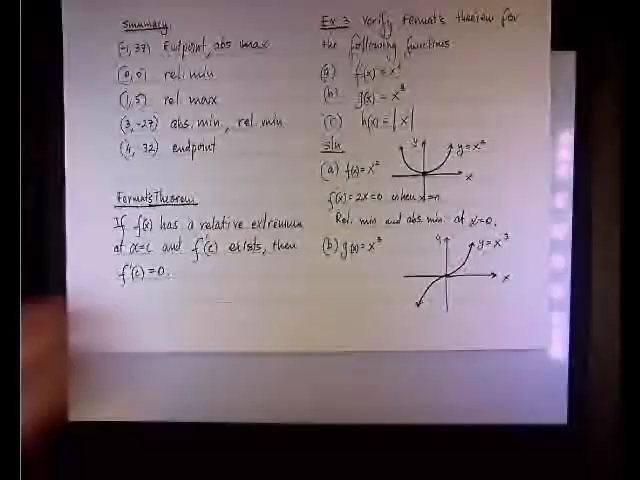 Summary:
(-1, 37) Endpoint, abs max
(0, 0) rel. min
(1, 5) rel. max
(3, -27) abs. min, rel. min
(4, 32) endpoint
Fermat's Theorem
If f(x) has a relative extremum
at x=c and f'(c) exists, then
f'(c)=0.
Ex 3 Verify Fermat's theorem for
the following functions
(a) f(x) = x²
(b) g(x) = x³
(c) h(x) = |x|
soln
(a) f(x) = x²
y
y = x²
x
f'(x) = 2x = 0 when x=0
Rel. min and abs. min at x=0.
(b) g(x) = x³
y
y = x³
x